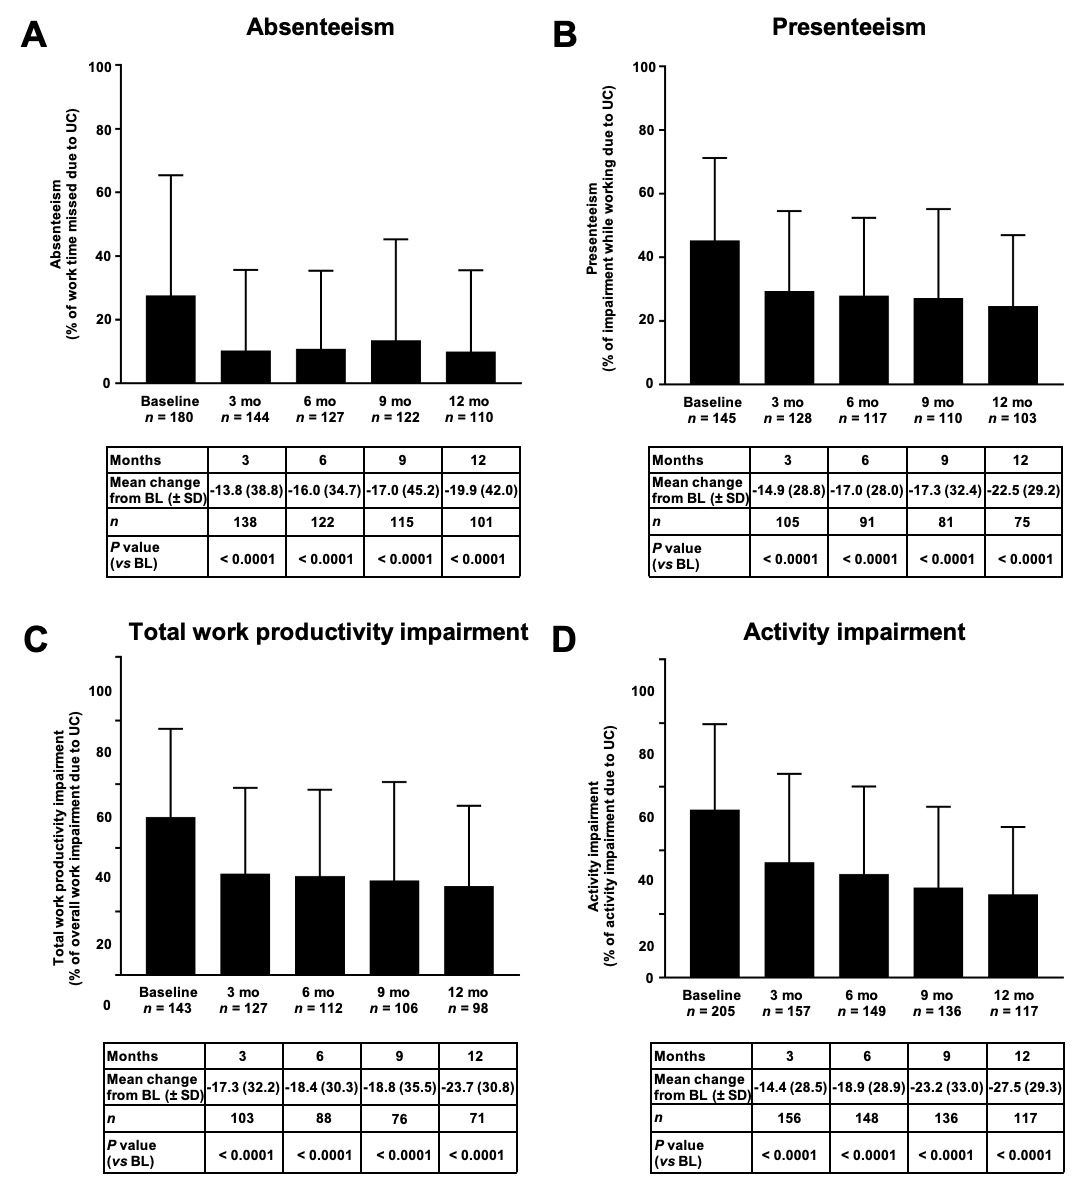 A
Absenteeism
Absenteeism
(% of work time missed due to UC)
100
80
60
40
20
0
Baseline 3 mo 6 mo 9 mo 12 mo
n = 180 n = 144 n = 127 n = 122 n = 110
Months 3 6 9 12
Mean change
from BL (± SD) -13.8 (38.8) -16.0 (34.7) -17.0 (45.2) -19.9 (42.0)
n 138 122 115 101
P value
(vs BL) < 0.0001 < 0.0001 < 0.0001 < 0.0001
B
Presenteeism
Presenteeism
(% of impairment while working due to UC)
100
80
60
40
20
0
Baseline 3 mo 6 mo 9 mo 12 mo
n = 145 n = 128 n = 117 n = 110 n = 103
Months 3 6 9 12
Mean change
from BL (± SD) -14.9 (28.8) -17.0 (28.0) -17.3 (32.4) -22.5 (29.2)
n 105 91 81 75
P value
(vs BL) < 0.0001 < 0.0001 < 0.0001 < 0.0001
C
Total work productivity impairment
Total work productivity impairment
(% of overall work impairment due to UC)
100
80
60
40
20
0
Baseline 3 mo 6 mo 9 mo 12 mo
n = 143 n = 127 n = 112 n = 106 n = 98
Months 3 6 9 12
Mean change
from BL (± SD) -17.3 (32.2) -18.4 (30.3) -18.8 (35.5) -23.7 (30.8)
n 103 88 76 71
P value
(vs BL) < 0.0001 < 0.0001 < 0.0001 < 0.0001
D
Activity impairment
Activity impairment
(% of activity impairment due to UC)
100
80
60
40
20
0
Baseline 3 mo 6 mo 9 mo 12 mo
n = 205 n = 157 n = 149 n = 136 n = 117
Months 3 6 9 12
Mean change
from BL (± SD) -14.4 (28.5) -18.9 (28.9) -23.2 (33.0) -27.5 (29.3)
n 156 148 136 117
P value
(vs BL) < 0.0001 < 0.0001 < 0.0001 < 0.0001